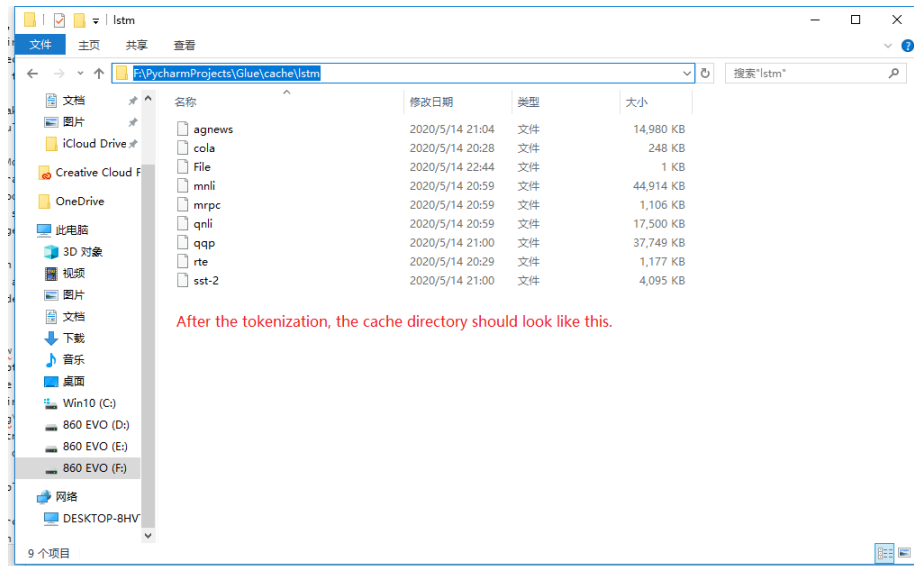 lstm
文件 主页 共享 查看
F:\PycharmProjects\Glue\cache\lstm
搜索"lstm"
文档
图片
iCloud Drive
Creative Cloud F
OneDrive
此电脑
3D 对象
视频
图片
文档
下载
音乐
桌面
Win10 (C:)
860 EVO (D:)
860 EVO (E:)
860 EVO (F:)
网络
DESKTOP-8HV
名称 修改日期 类型 大小
agnews 2020/5/14 21:04 文件 14,980 KB
cola 2020/5/14 20:28 文件 248 KB
File 2020/5/14 22:44 文件 1 KB
mnli 2020/5/14 20:59 文件 44,914 KB
mrpc 2020/5/14 20:59 文件 1,106 KB
qnli 2020/5/14 20:59 文件 17,500 KB
qqp 2020/5/14 21:00 文件 37,749 KB
rte 2020/5/14 20:29 文件 1,177 KB
sst-2 2020/5/14 21:00 文件 4,095 KB
After the tokenization, the cache directory should look like this.
9 个项目